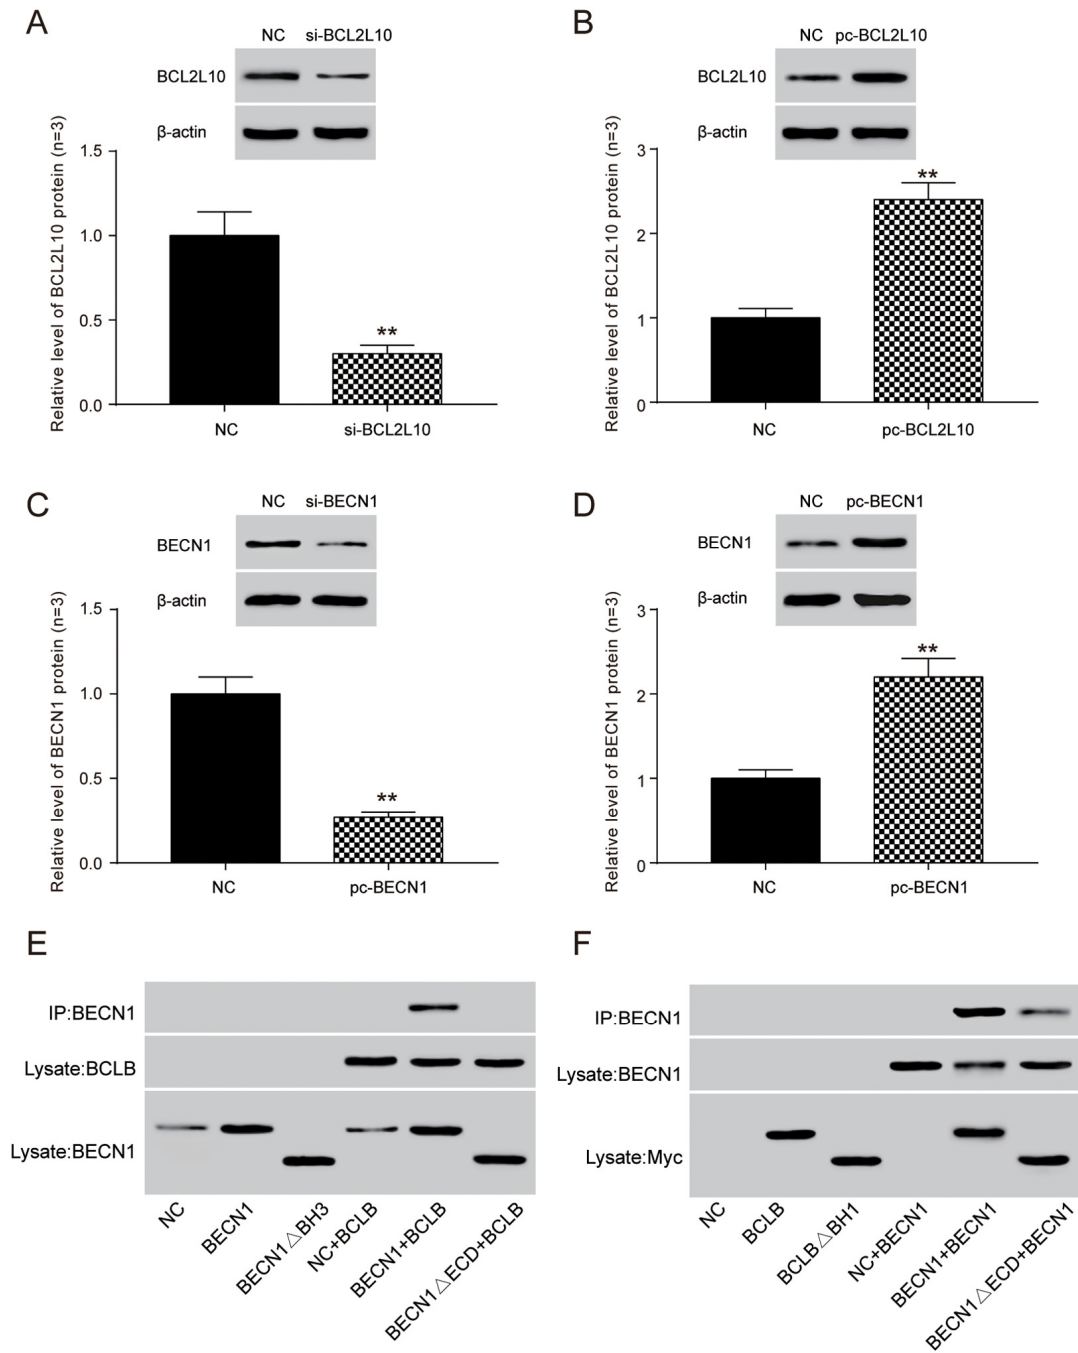 A
NC si-BCL2L10
BCL2L10
β-actin
Relative level of BCL2L10 protein (n=3)
1.5
1.0
0.5
0.0
**
NC si-BCL2L10
B
NC pc-BCL2L10
BCL2L10
β-actin
Relative level of BCL2L10 protein (n=3)
3
2
1
0
**
NC pc-BCL2L10
C
NC si-BECN1
BECN1
β-actin
Relative level of BECN1 protein (n=3)
1.5
1.0
0.5
0.0
**
NC pc-BECN1
D
NC pc-BECN1
BECN1
β-actin
Relative level of BECN1 protein (n=3)
3
2
1
0
**
NC pc-BECN1
E
IP:BECN1
Lysate:BCLB
Lysate:BECN1
NC
BECN1
BECN1△BH3
NC+BCLB
BECN1+BCLB
BECN1△ECD+BCLB
F
IP:BECN1
Lysate:BECN1
Lysate:Myc
NC
BCLB
BCLB△BH1
NC+BECN1
BECN1+BECN1
BECN1△ECD+BECN1